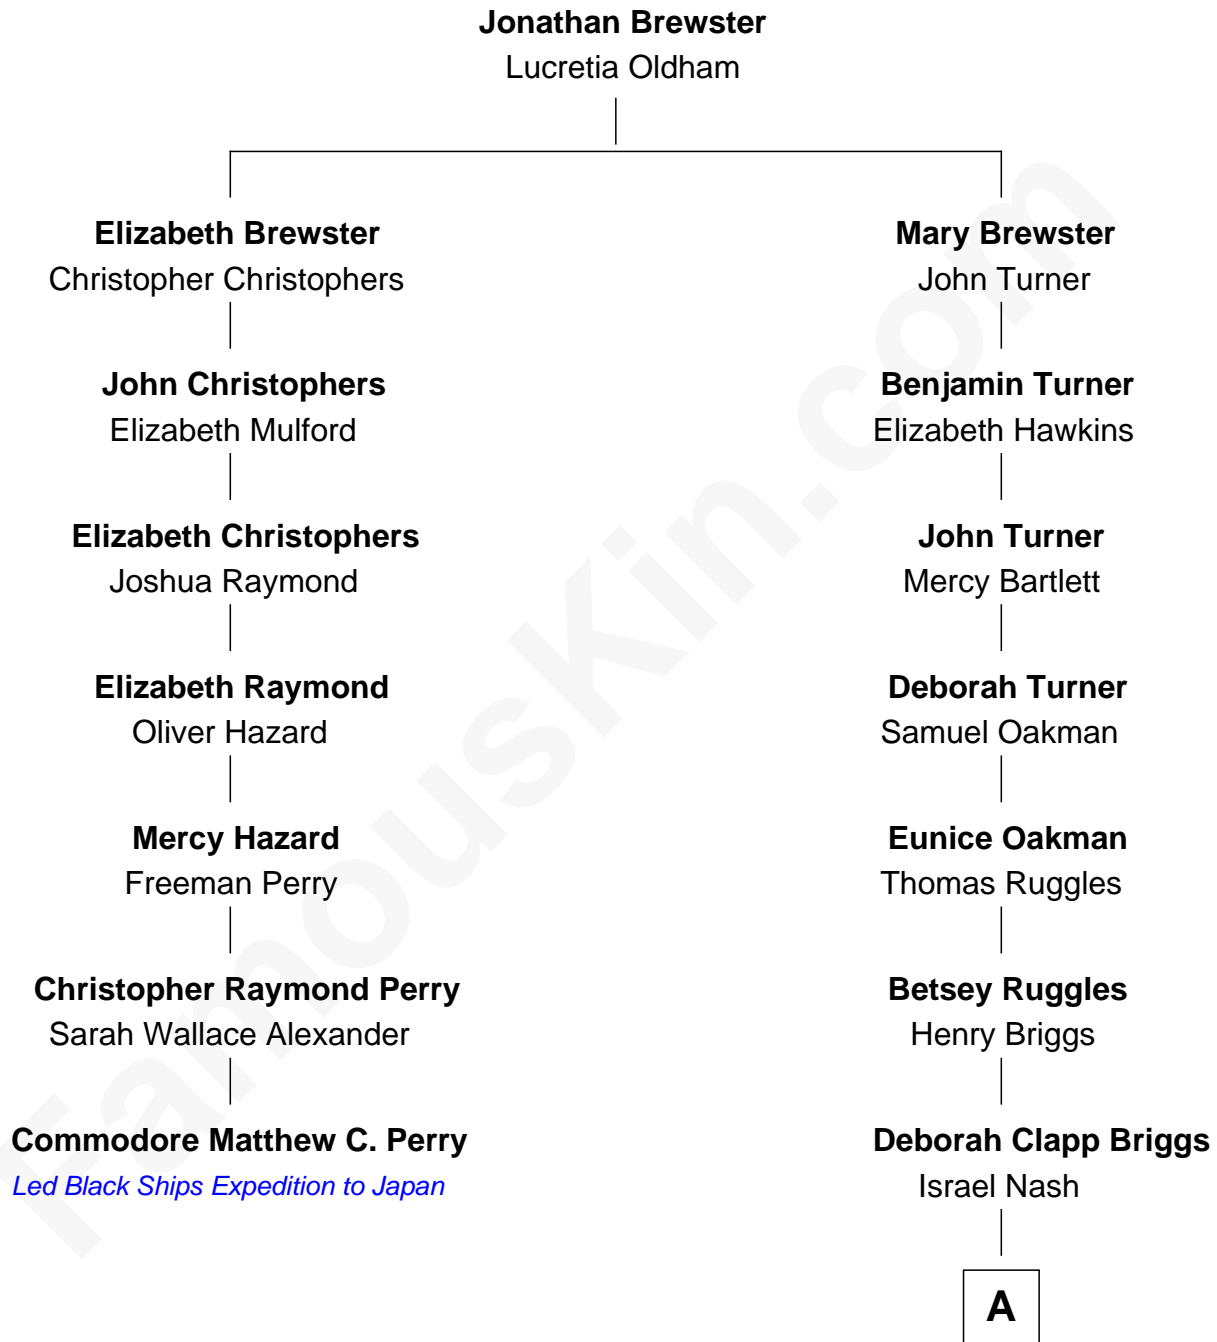 Jonathan Brewster
Lucretia Oldham
Elizabeth Brewster
Christopher Christophers
John Christophers
Elizabeth Mulford
Elizabeth Christophers
Joshua Raymond
Elizabeth Raymond
Oliver Hazard
Mercy Hazard
Freeman Perry
Christopher Raymond Perry
Sarah Wallace Alexander
Commodore Matthew C. Perry
Led Black Ships Expedition to Japan
Mary Brewster
John Turner
Benjamin Turner
Elizabeth Hawkins
John Turner
Mercy Bartlett
Deborah Turner
Samuel Oakman
Eunice Oakman
Thomas Ruggles
Betsey Ruggles
Henry Briggs
Deborah Clapp Briggs
Israel Nash
A
FamousKin.com